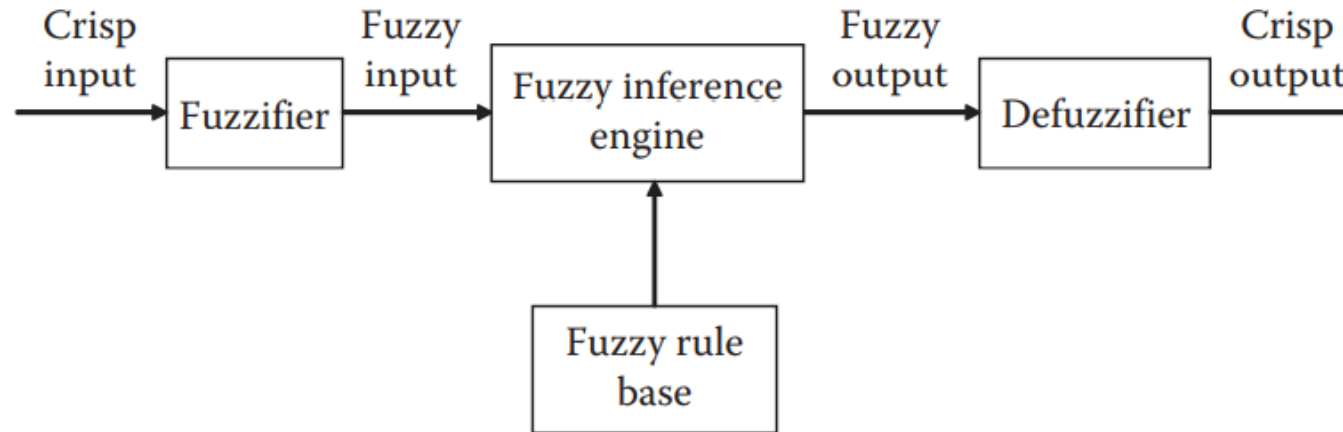 Crisp
input
Fuzzifier
Fuzzy
input
Fuzzy inference
engine
Fuzzy
output
Defuzzifier
Crisp
output
Fuzzy rule
base